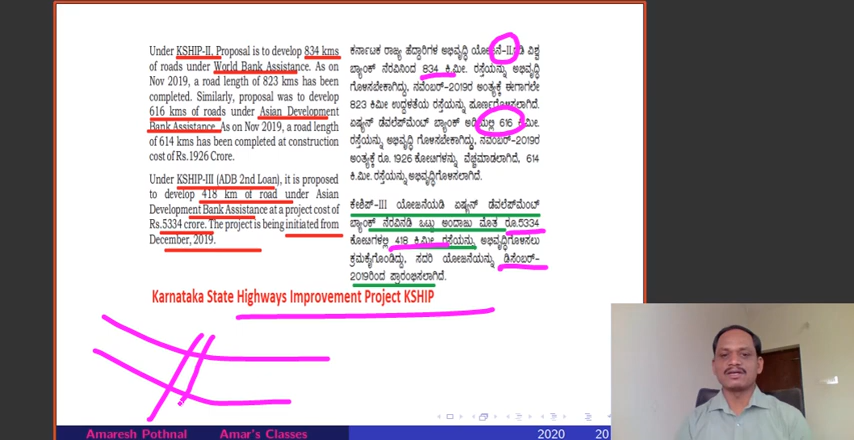 Under KSHIP-II, Proposal is to develop 834 kms
of roads under World Bank Assistance. As on
Nov 2019, a road length of 823 kms has been
completed. Similarly, proposal was to develop
616 kms of roads under Asian Development
Bank Assistance. As on Nov 2019, a road length
of 614 kms has been completed at construction
cost of Rs.1926 Crore.
Under KSHIP-III (ADB 2nd Loan), it is proposed
to develop 418 km of road under Asian
Development Bank Assistance at a project cost of
Rs.5334 crore. The project is being initiated from
December, 2019.
ಕರ್ನಾಟಕ ರಾಜ್ಯ ಹೆದ್ದಾರಿಗಳ ಅಭಿವೃದ್ಧಿ ಯೋಜನೆ-II ರಡಿ ವಿಶ್ವ
ಬ್ಯಾಂಕ್ ನೆರವಿನಿಂದ 834 ಕಿ.ಮೀ. ರಸ್ತೆಯನ್ನು ಅಭಿವೃದ್ಧಿ
ಗೊಳಿಸಬೇಕಾಗಿದ್ದು, ನವೆಂಬರ್-2019ರ ಅಂತ್ಯಕ್ಕೆ ಈಗಾಗಲೇ
823 ಕಿಮೀ ಉದ್ದಳತೆಯ ರಸ್ತೆಯನ್ನು ಪೂರ್ಣಗೊಳಿಸಲಾಗಿದೆ.
ಏಷ್ಯನ್ ಡೆವಲಪ್‌ಮೆಂಟ್ ಬ್ಯಾಂಕ್ ಅಡಿಯಲ್ಲಿ 616 ಕಿ.ಮೀ.
ರಸ್ತೆಯನ್ನು ಅಭಿವೃದ್ಧಿ ಗೊಳಿಸಬೇಕಾಗಿದ್ದು, ನವೆಂಬರ್-2019ರ
ಅಂತ್ಯಕ್ಕೆ ರೂ. 1926 ಕೋಟಿಗಳನ್ನು ವೆಚ್ಚಮಾಡಲಾಗಿದೆ, 614
ಕಿ.ಮೀ. ರಸ್ತೆಯನ್ನು ಅಭಿವೃದ್ಧಿಗೊಳಿಸಲಾಗಿದೆ.
ಕೆಶಿಪ್-III ಯೋಜನೆಯಡಿ ಏಷ್ಯನ್ ಡೆವಲೆಪ್‌ಮೆಂಟ್
ಬ್ಯಾಂಕ್ ನೆರವಿನಡಿ ಒಟ್ಟು ಅಂದಾಜು ಮೊತ್ತ ರೂ.5334
ಕೋಟಿಗಳಲ್ಲಿ 418 ಕಿ.ಮೀ. ರಸ್ತೆಯನ್ನು ಅಭಿವೃದ್ಧಿಗೊಳಿಸಲು
ಕ್ರಮಕೈಗೊಂಡಿದ್ದು, ಸದರಿ ಯೋಜನೆಯನ್ನು ಡಿಸೆಂಬರ್-
2019ರಿಂದ ಪ್ರಾರಂಭಿಸಲಾಗಿದೆ.
Karnataka State Highways Improvement Project KSHIP
Amaresh Pothnal Amar's Classes 2020 20